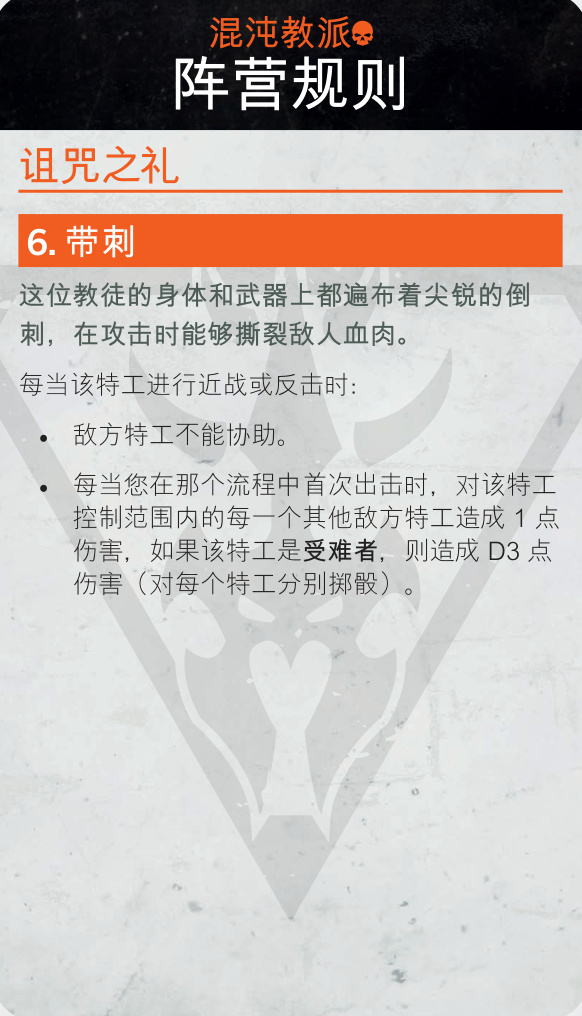 混沌教派
阵营规则
诅咒之礼
6. 带刺
这位教徒的身体和武器上都遍布着尖锐的倒
刺，在攻击时能够撕裂敌人血肉。
每当该特工进行近战或反击时:
• 敌方特工不能协助。
• 每当您在那个流程中首次出击时，对该特工
控制范围内的每一个其他敌方特工造成 1 点
伤害，如果该特工是受难者，则造成 D3 点
伤害（对每个特工分别掷骰）。